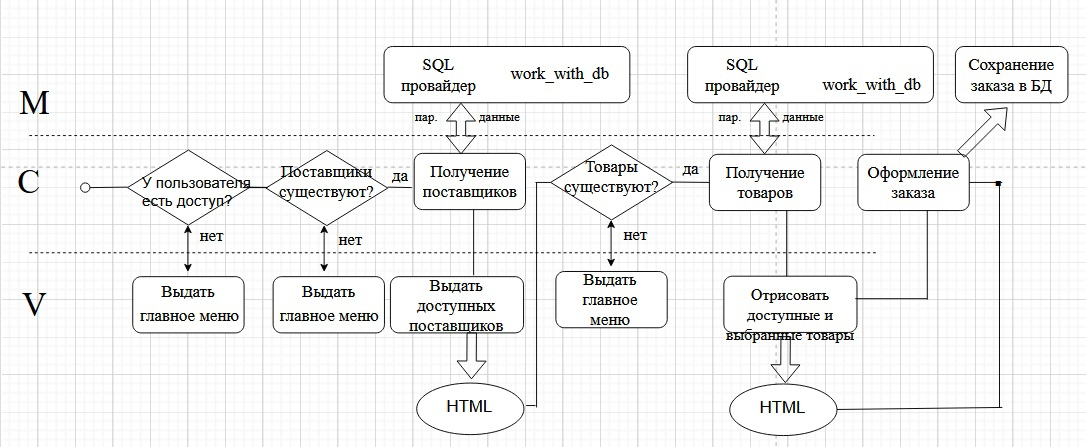 M
SQL
провайдер
work_with_db
SQL
провайдер
work_with_db
Сохранение
заказа в БД
пар.
данные
пар.
данные
C
У пользователя
есть доступ?
Поставщики
существуют?
да
Получение
поставщиков
Товары
существуют?
да
Получение
товаров
Оформление
заказа
нет
нет
нет
V
Выдать
главное меню
Выдать
главное меню
Выдать
доступных
поставщиков
Выдать
главное
меню
Отрисовать
доступные и
выбранные товары
HTML
HTML